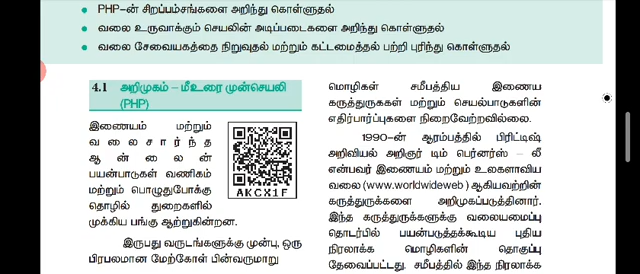 PHP-ன் சிறப்பம்சங்களை அறிந்து கொள்ளுதல்
வலை உருவாக்கும் செயலின் அடிப்படைகளை அறிந்து கொள்ளுதல்
வலை சேவையகத்தை நிறுவுதல் மற்றும் கட்டமைத்தல் பற்றி புரிந்து கொள்ளுதல்
4.1 அறிமுகம் – மீஉரை முன்செயலி
(PHP)
இணையம் மற்றும்
வலைசார்ந்த
ஆன்லைன்
பயன்பாடுகள் வணிகம்
மற்றும் பொழுதுபோக்கு
தொழில் துறைகளில்
முக்கிய பங்கு ஆற்றுகின்றன.
AKCX1F
இருபது வருடங்களுக்கு முன்பு, ஒரு
பிரபலமான மேற்கோள் பின்வருமாறு
மொழிகள் சமீபத்திய இணைய
கருத்துருககள் மற்றும் செயல்பாடுகளின்
எதிர்பார்ப்புகளை நிறைவேற்றவில்லை.
1990-ன் ஆரம்பத்தில் பிரிட்டிஷ்
அறிவியல் அறிஞர் டிம் பெர்னர்ஸ் – லீ
என்பவர் இணையம் மற்றும் உலகளாவிய
வலை (www.worldwideweb) ஆகியவற்றின்
கருத்துருக்களை அறிமுகப்படுத்தினார்.
இந்த கருத்துருக்களுக்கு வலையமைப்பு
தொடர்பில் பயன்படுத்தக்கூடிய புதிய
நிரலாக்க மொழிகளின் தொகுப்பு
தேவைப்பட்டது. சமீபத்தில் இந்த நிரலாக்க